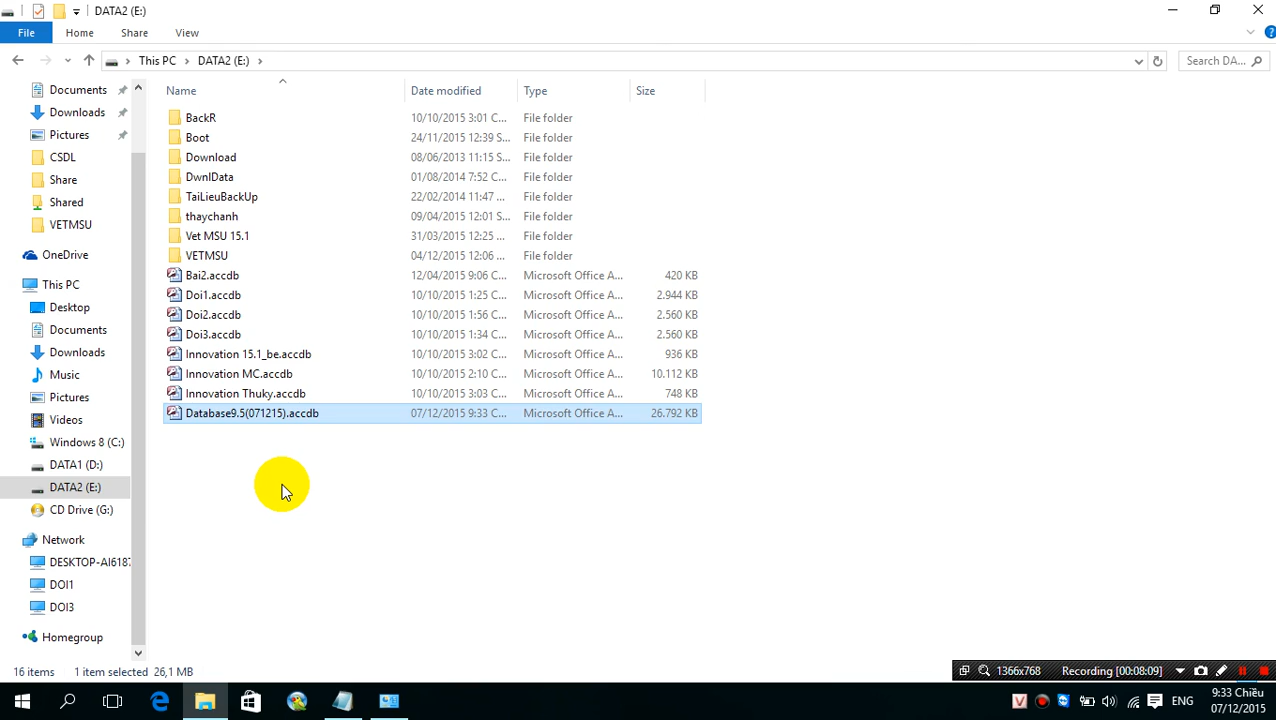 DATA2 (E:)
File Home Share View
This PC DATA2 (E:) Search DA...
Name Date modified Type Size
Documents
Downloads
Pictures
CSDL
Share
Shared
VETMSU
OneDrive
This PC
Desktop
Documents
Downloads
Music
Pictures
Videos
Windows 8 (C:)
DATA1 (D:)
DATA2 (E:)
CD Drive (G:)
Network
DESKTOP-AI6187
DOI1
DOI3
Homegroup
BackR 10/10/2015 3:01 C... File folder
Boot 24/11/2015 12:39 S... File folder
Download 08/06/2013 11:15 S... File folder
DwnlData 01/08/2014 7:52 C... File folder
TaiLieuBackUp 22/02/2014 11:47 ... File folder
thaychanh 09/04/2015 12:01 S... File folder
Vet MSU 15.1 31/03/2015 12:25 ... File folder
VETMSU 04/12/2015 12:06 ... File folder
Bai2.accdb 12/04/2015 9:06 C... Microsoft Office A... 420 KB
Doi1.accdb 10/10/2015 1:25 C... Microsoft Office A... 2.944 KB
Doi2.accdb 10/10/2015 1:56 C... Microsoft Office A... 2.560 KB
Doi3.accdb 10/10/2015 1:34 C... Microsoft Office A... 2.560 KB
Innovation 15.1_be.accdb 10/10/2015 3:02 C... Microsoft Office A... 936 KB
Innovation MC.accdb 10/10/2015 2:10 C... Microsoft Office A... 10.112 KB
Innovation Thuky.accdb 10/10/2015 3:03 C... Microsoft Office A... 748 KB
Database9.5(071215).accdb 07/12/2015 9:33 C... Microsoft Office A... 26.792 KB
16 items 1 item selected 26,1 MB
1366x768 Recording [00:08:09]
ENG 9:33 Chiều
07/12/2015